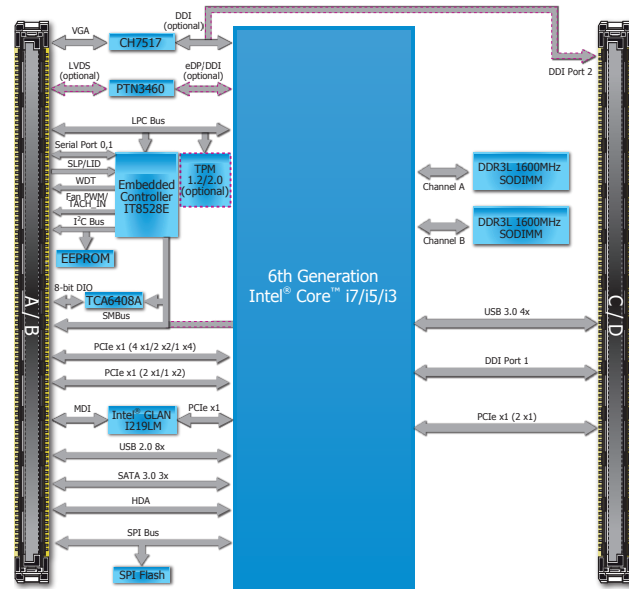 VGA
CH7517
DDI
(optional)
DDI Port 2
LVDS
(optional)
PTN3460
eDP/DDI
(optional)
LPC Bus
Serial Port 0,1
SLP/LID
WDT
Fan PWM/
TACH_IN
I²C Bus
Embedded
Controller
IT8528E
TPM
1.2/2.0
(optional)
EEPROM
8-bit DIO
TCA6408A
SMBus
A / B
6th Generation
Intel® Core™ i7/i5/i3
Channel A
DDR3L 1600MHz
SODIMM
Channel B
DDR3L 1600MHz
SODIMM
C / D
USB 3.0 4x
DDI Port 1
PCIe x1 (2 x1)
PCIe x1 (4 x1/2 x2/1 x4)
PCIe x1 (2 x1/1 x2)
MDI
Intel® GLAN
I219LM
PCIe x1
USB 2.0 8x
SATA 3.0 3x
HDA
SPI Bus
SPI Flash